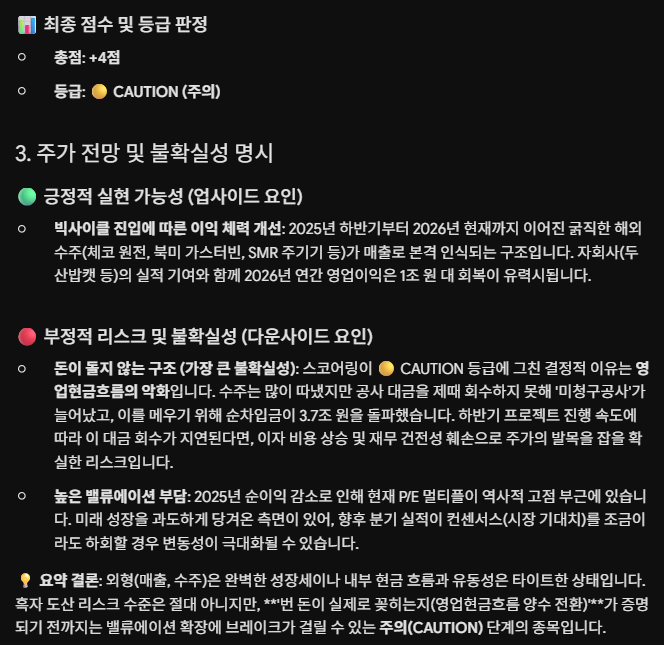 📊 최종 점수 및 등급 판정
○ 총점: +4점
○ 등급: 🟡 CAUTION (주의)
3. 주가 전망 및 불확실성 명시
🟢 긍정적 실현 가능성 (업사이드 요인)
○ 빅사이클 진입에 따른 이익 체력 개선: 2025년 하반기부터 2026년 현재까지 이어진 굵직한 해외
수주(체코 원전, 북미 가스터빈, SMR 주기기 등)가 매출로 본격 인식되는 구조입니다. 자회사(두
산밥캣 등)의 실적 기여와 함께 2026년 연간 영업이익은 1조 원 대 회복이 유력시됩니다.
🔴 부정적 리스크 및 불확실성 (다운사이드 요인)
○ 돈이 돌지 않는 구조 (가장 큰 불확실성): 스코어링이 🟡 CAUTION 등급에 그친 결정적 이유는 영
업현금흐름의 악화입니다. 수주는 많이 따냈지만 공사 대금을 제때 회수하지 못해 '미청구공사'가
늘어났고, 이를 메우기 위해 순차입금이 3.7조 원을 돌파했습니다. 하반기 프로젝트 진행 속도에
따라 이 대금 회수가 지연된다면, 이자 비용 상승 및 재무 건전성 훼손으로 주가의 발목을 잡을 확
실한 리스크입니다.
○ 높은 밸류에이션 부담: 2025년 순이익 감소로 인해 현재 P/E 멀티플이 역사적 고점 부근에 있습니
다. 미래 성장을 과도하게 당겨온 측면이 있어, 향후 분기 실적이 컨센서스(시장 기대치)를 조금이
라도 하회할 경우 변동성이 극대화될 수 있습니다.
💡 요약 결론: 외형(매출, 수주)은 완벽한 성장세이나 내부 현금 흐름과 유동성은 타이트한 상태입니다.
흑자 도산 리스크 수준은 절대 아니지만, **'번 돈이 실제로 꽂히는지(영업현금흐름 양수 전환)'**가 증명
되기 전까지는 밸류에이션 확장에 브레이크가 걸릴 수 있는 주의(CAUTION) 단계의 종목입니다.